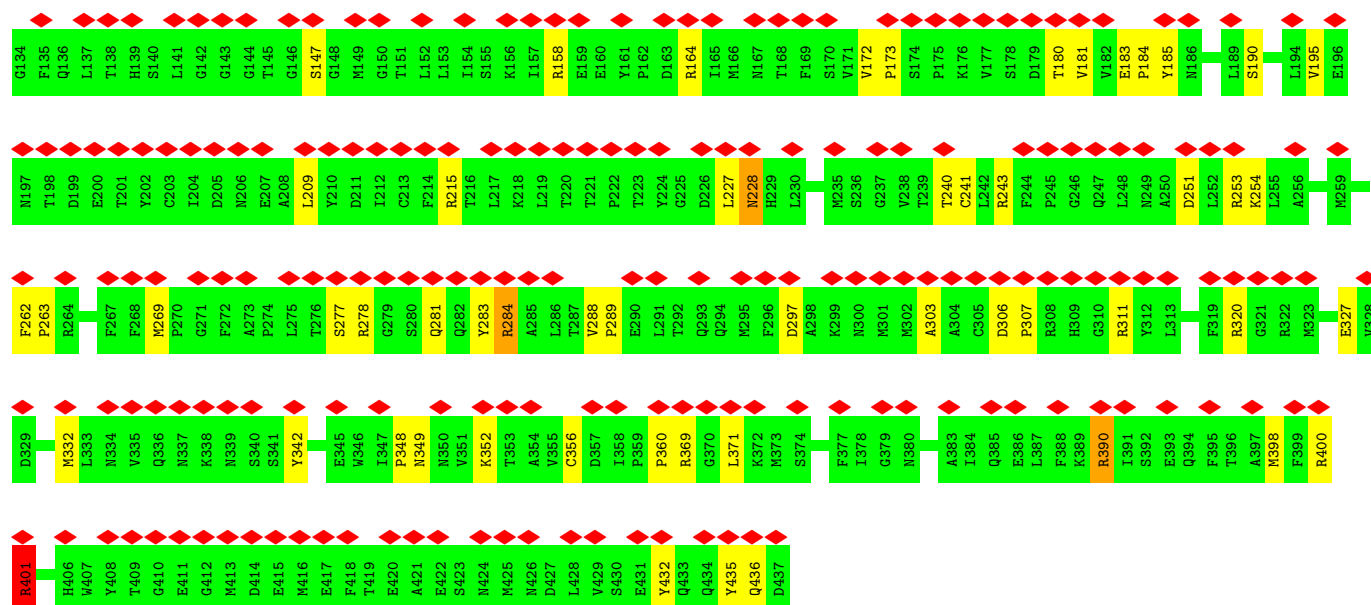 G134 F135 Q136 L137 T138 H139 S140 L141 G142 G143 G144 T145 G146 S147 G148 M149 G150 T151 L152 L153 I154 S155 K156 I157 R158 E159 E160 Y161 P162 D163 R164 I165 M166 N167 T168 F169 S170 V171 V172 P173 S174 P175 K176 V177 S178 D179 T180 V181 V182 E183 P184 Y185 N186 L189 S190 L194 V195 E196
N197 T198 D199 E200 T201 Y202 C203 I204 D205 N206 E207 A208 L209 Y210 D211 I212 C213 F214 R215 T216 L217 K218 L219 T220 T221 P222 T223 Y224 G225 D226 L227 N228 H229 L230 M235 S236 G237 V238 T239 T240 C241 L242 R243 F244 P245 G246 Q247 L248 N249 A250 D251 L252 R253 K254 L255 A256 M259
F262 P263 R264 F267 F268 M269 P270 G271 F272 A273 P274 L275 T276 S277 R278 G279 S280 Q281 Q282 Y283 R284 A285 L286 T287 V288 P289 E290 L291 T292 Q293 Q294 M295 F296 D297 A298 K299 N300 M301 M302 A303 A304 C305 D306 P307 R308 H309 G310 R311 Y312 L313 F319 R320 G321 R322 M323 E327 V328
D329 M332 L333 N334 V335 Q336 N337 K338 N339 S340 S341 Y342 E345 W346 I347 P348 N349 N350 V351 K352 T353 A354 V355 C356 D357 I358 P359 P360 R369 G370 L371 K372 M373 S374 F377 I378 G379 N380 A383 I384 Q385 E386 L387 F388 K389 R390 I391 S392 E393 Q394 F395 T396 A397 M398 F399 R400
R401 H406 W407 Y408 T409 G410 E411 G412 M413 D414 E415 M416 E417 F418 T419 E420 A421 E422 S423 N424 M425 N426 D427 L428 V429 S430 E431 Y432 Q433 Q434 Y435 Q436 D437